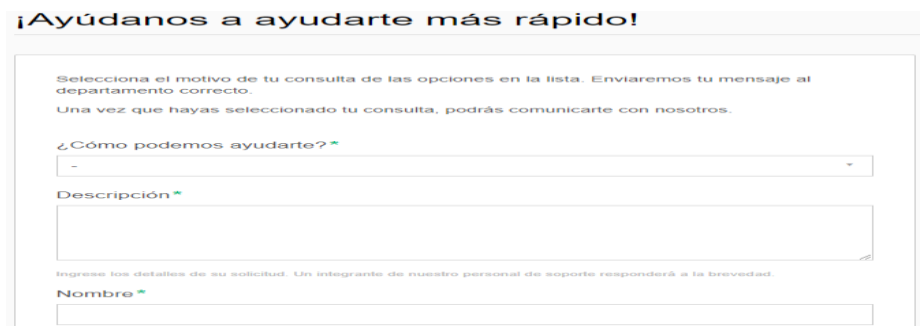 ¡Ayúdanos a ayudarte más rápido!
Selecciona el motivo de tu consulta de las opciones en la lista. Enviaremos tu mensaje al
departamento correcto.
Una vez que hayas seleccionado tu consulta, podrás comunicarte con nosotros.
¿Cómo podemos ayudarte?*
-
Descripción*
Ingrese los detalles de su solicitud. Un integrante de nuestro personal de soporte responderá a la brevedad.
Nombre*